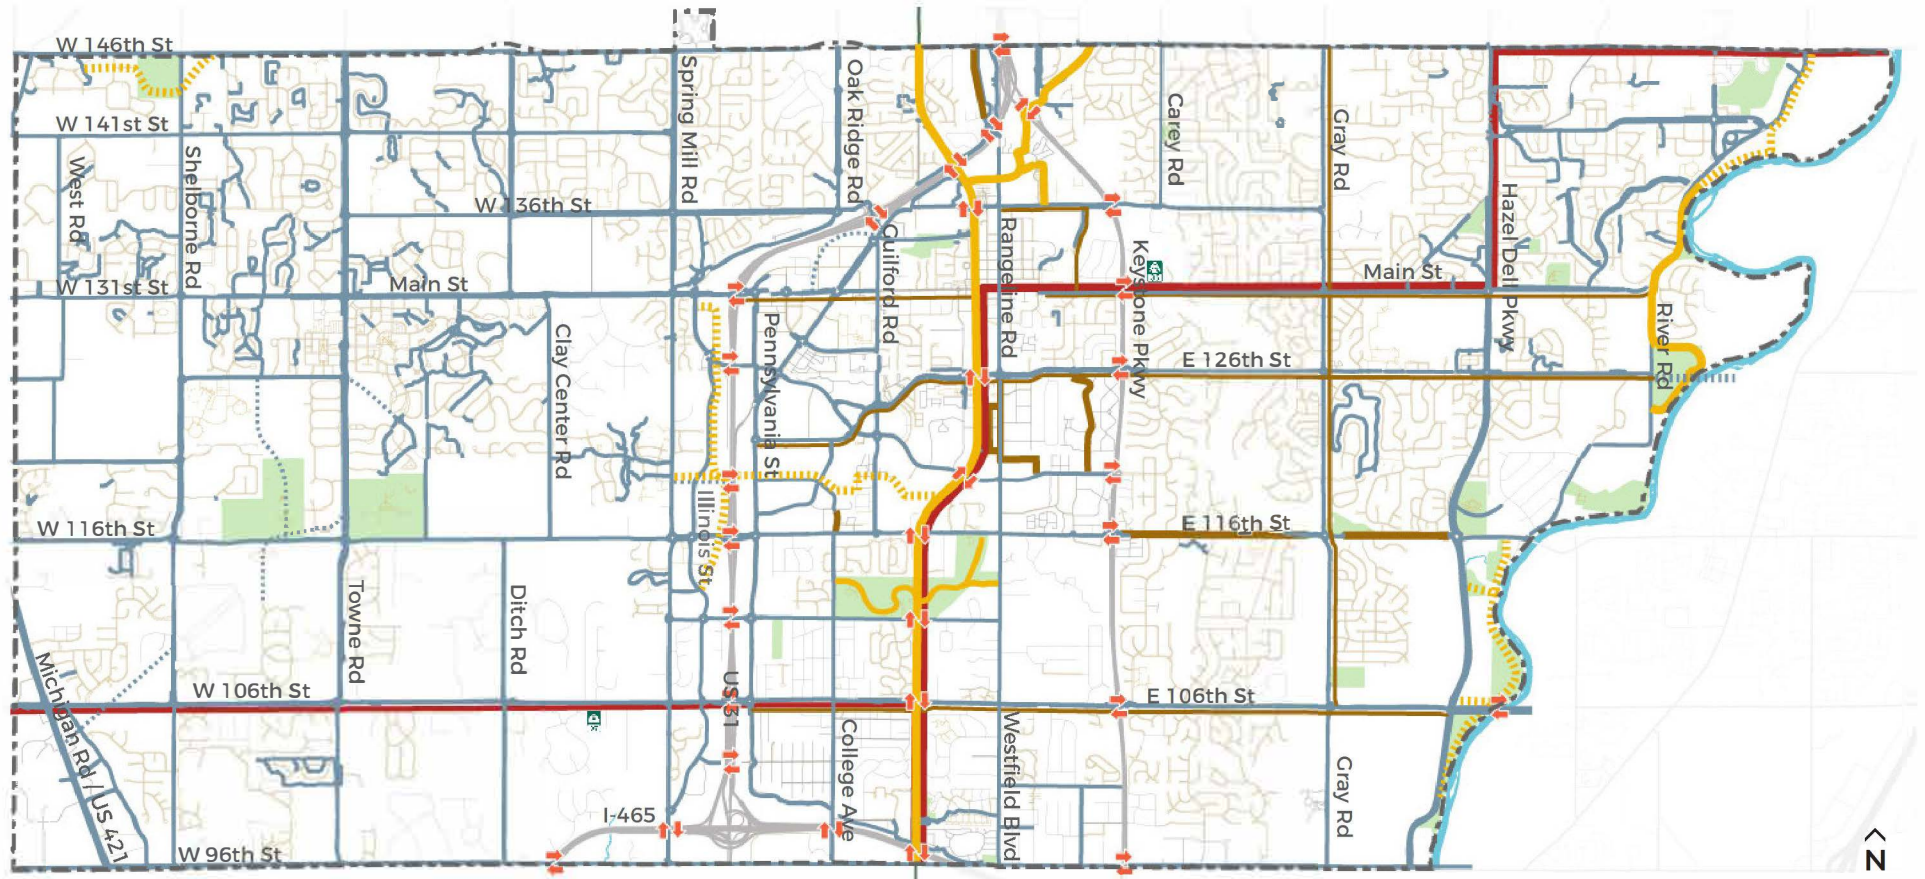 W 146th St
W 141st St
West Rd
Shelborne Rd
Spring Mill Rd
Oak Ridge Rd
Carey Rd
Gray Rd
W 136th St
Guilford Rd
Rangeline Rd
Keystone Pkwy
Hazel Dell Pkwy
W 131st St
Main St
Main St
Clay Center Rd
Pennsylvania St
E 126th St
River Rd
Illinois St
W 116th St
E 116th St
Towne Rd
Ditch Rd
Michigan Rd / US 421
W 106th St
US 31
E 106th St
College Ave
Westfield Blvd
Gray Rd
I-465
W 96th St
N